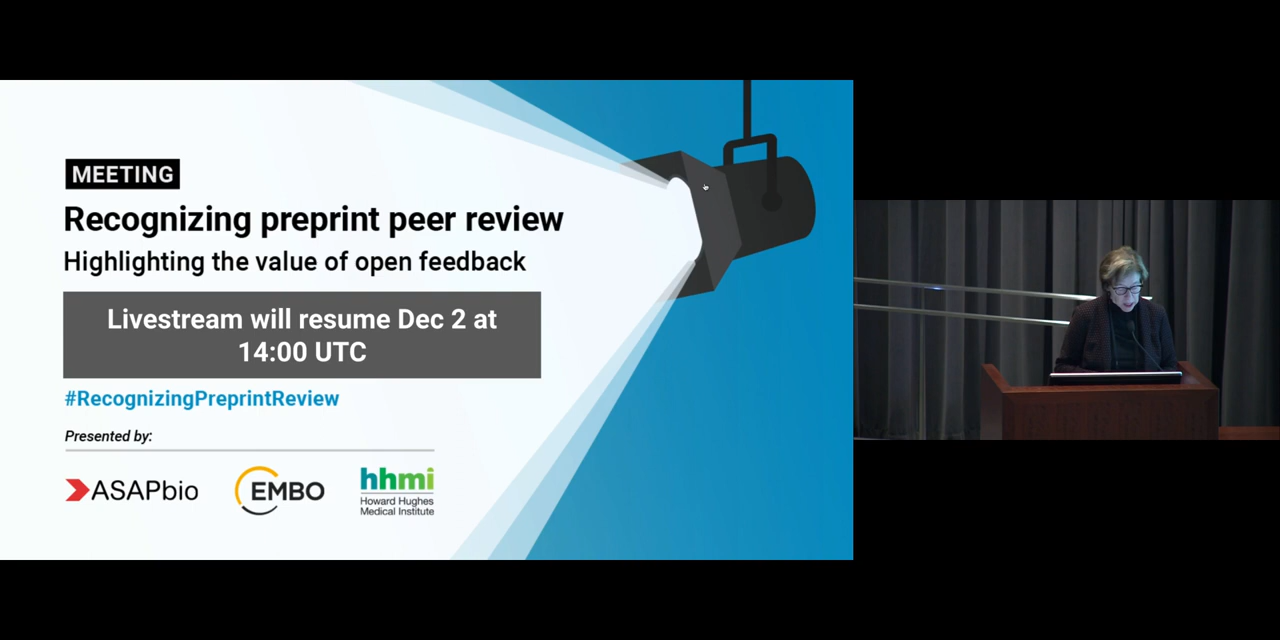 MEETING
Recognizing preprint peer review
Highlighting the value of open feedback
Livestream will resume Dec 2 at
14:00 UTC
#RecognizingPreprintReview
Presented by:
ASAPbio
EMBO
hhmi
Howard Hughes
Medical Institute